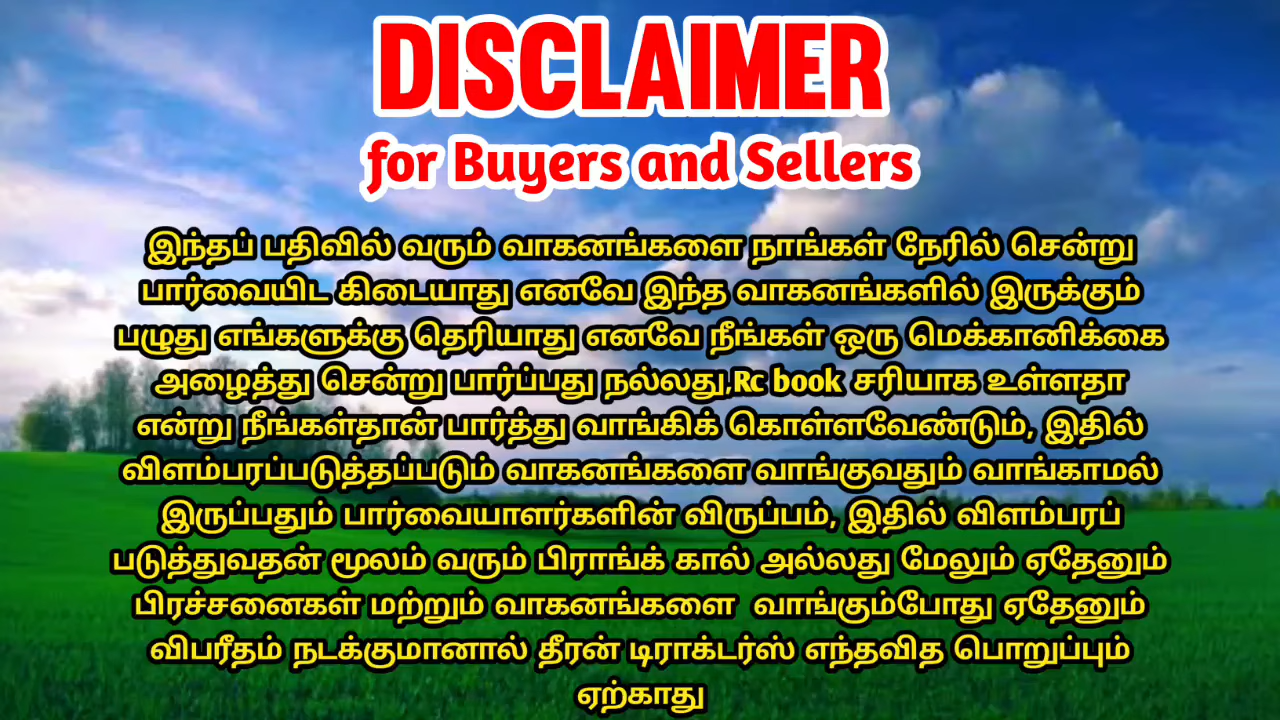 DISCLAIMER
for Buyers and Sellers
இந்தப் பதிவில் வரும் வாகனங்களை நாங்கள் நேரில் சென்று
பார்வையிட கிடையாது எனவே இந்த வாகனங்களில் இருக்கும்
பழுது எங்களுக்கு தெரியாது எனவே நீங்கள் ஒரு மெக்கானிக்கை
அழைத்து சென்று பார்ப்பது நல்லது,Rc book சரியாக உள்ளதா
என்று நீங்கள்தான் பார்த்து வாங்கிக் கொள்ளவேண்டும், இதில்
விளம்பரப்படுத்தப்படும் வாகனங்களை வாங்குவதும் வாங்காமல்
இருப்பதும் பார்வையாளர்களின் விருப்பம், இதில் விளம்பரப்
படுத்துவதன் மூலம் வரும் பிராங்க் கால் அல்லது மேலும் ஏதேனும்
பிரச்சனைகள் மற்றும் வாகனங்களை வாங்கும்போது ஏதேனும்
விபரீதம் நடக்குமானால் தீரன் டிராக்டர்ஸ் எந்தவித பொறுப்பும்
ஏற்காது